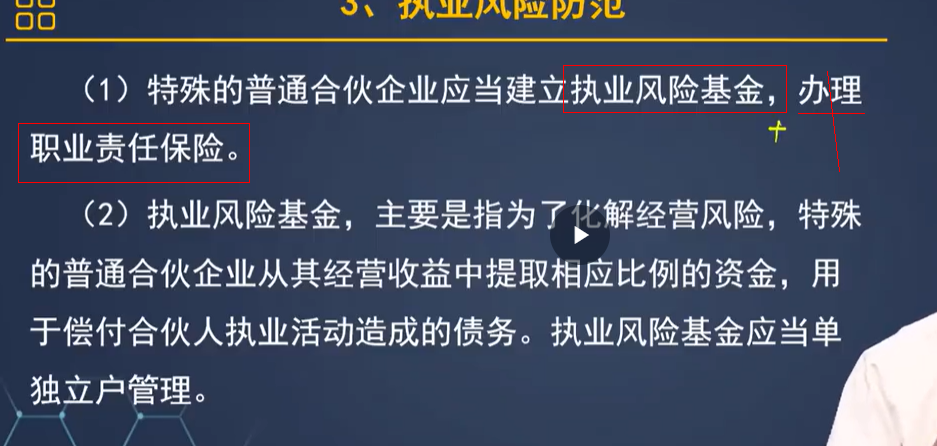 3、执业风险防范
（1）特殊的普通合伙企业应当建立执业风险基金，办理
职业责任保险。
（2）执业风险基金，主要是指为了化解经营风险，特殊
的普通合伙企业从其经营收益中提取相应比例的资金，用
于偿付合伙人执业活动造成的债务。执业风险基金应当单
独立户管理。